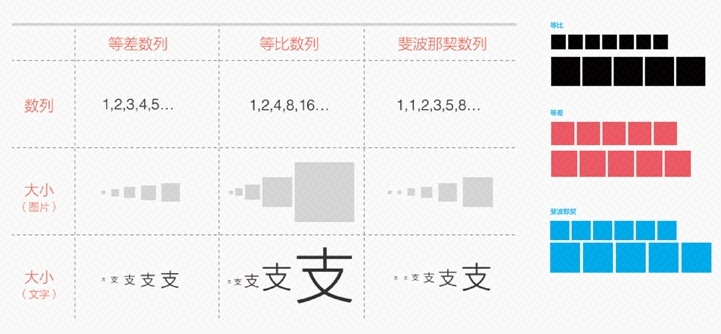 等差数列 等比数列 斐波那契数列
数列 1,2,3,4,5... 1,2,4,8,16... 1,1,2,3,5,8...
大小
（图片）
大小 支 支 支 支 支 支 支 支 支 支 支 支 支 支 支 支
（文字）
等比
等差
斐波那契